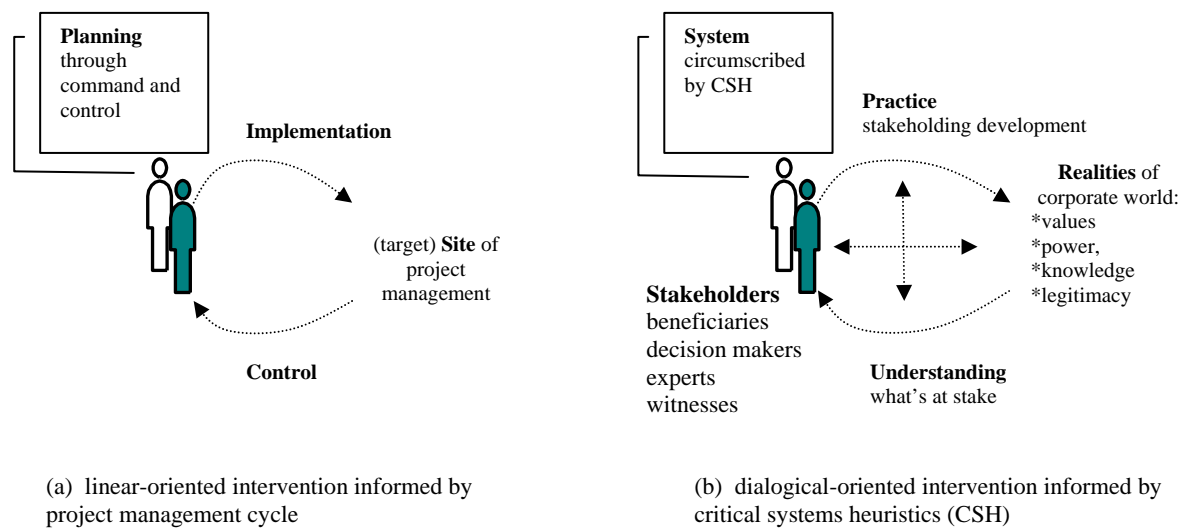 Planning
through
command and
control
Implementation
(target) Site of
project
management
Control
(a) linear-oriented intervention informed by
project management cycle
System
circumscribed
by CSH
Practice
stakeholding development
Realities of
corporate world:
*values
*power,
*knowledge
*legitimacy
Stakeholders
beneficiaries
decision makers
experts
witnesses
Understanding
what's at stake
(b) dialogical-oriented intervention informed by
critical systems heuristics (CSH)